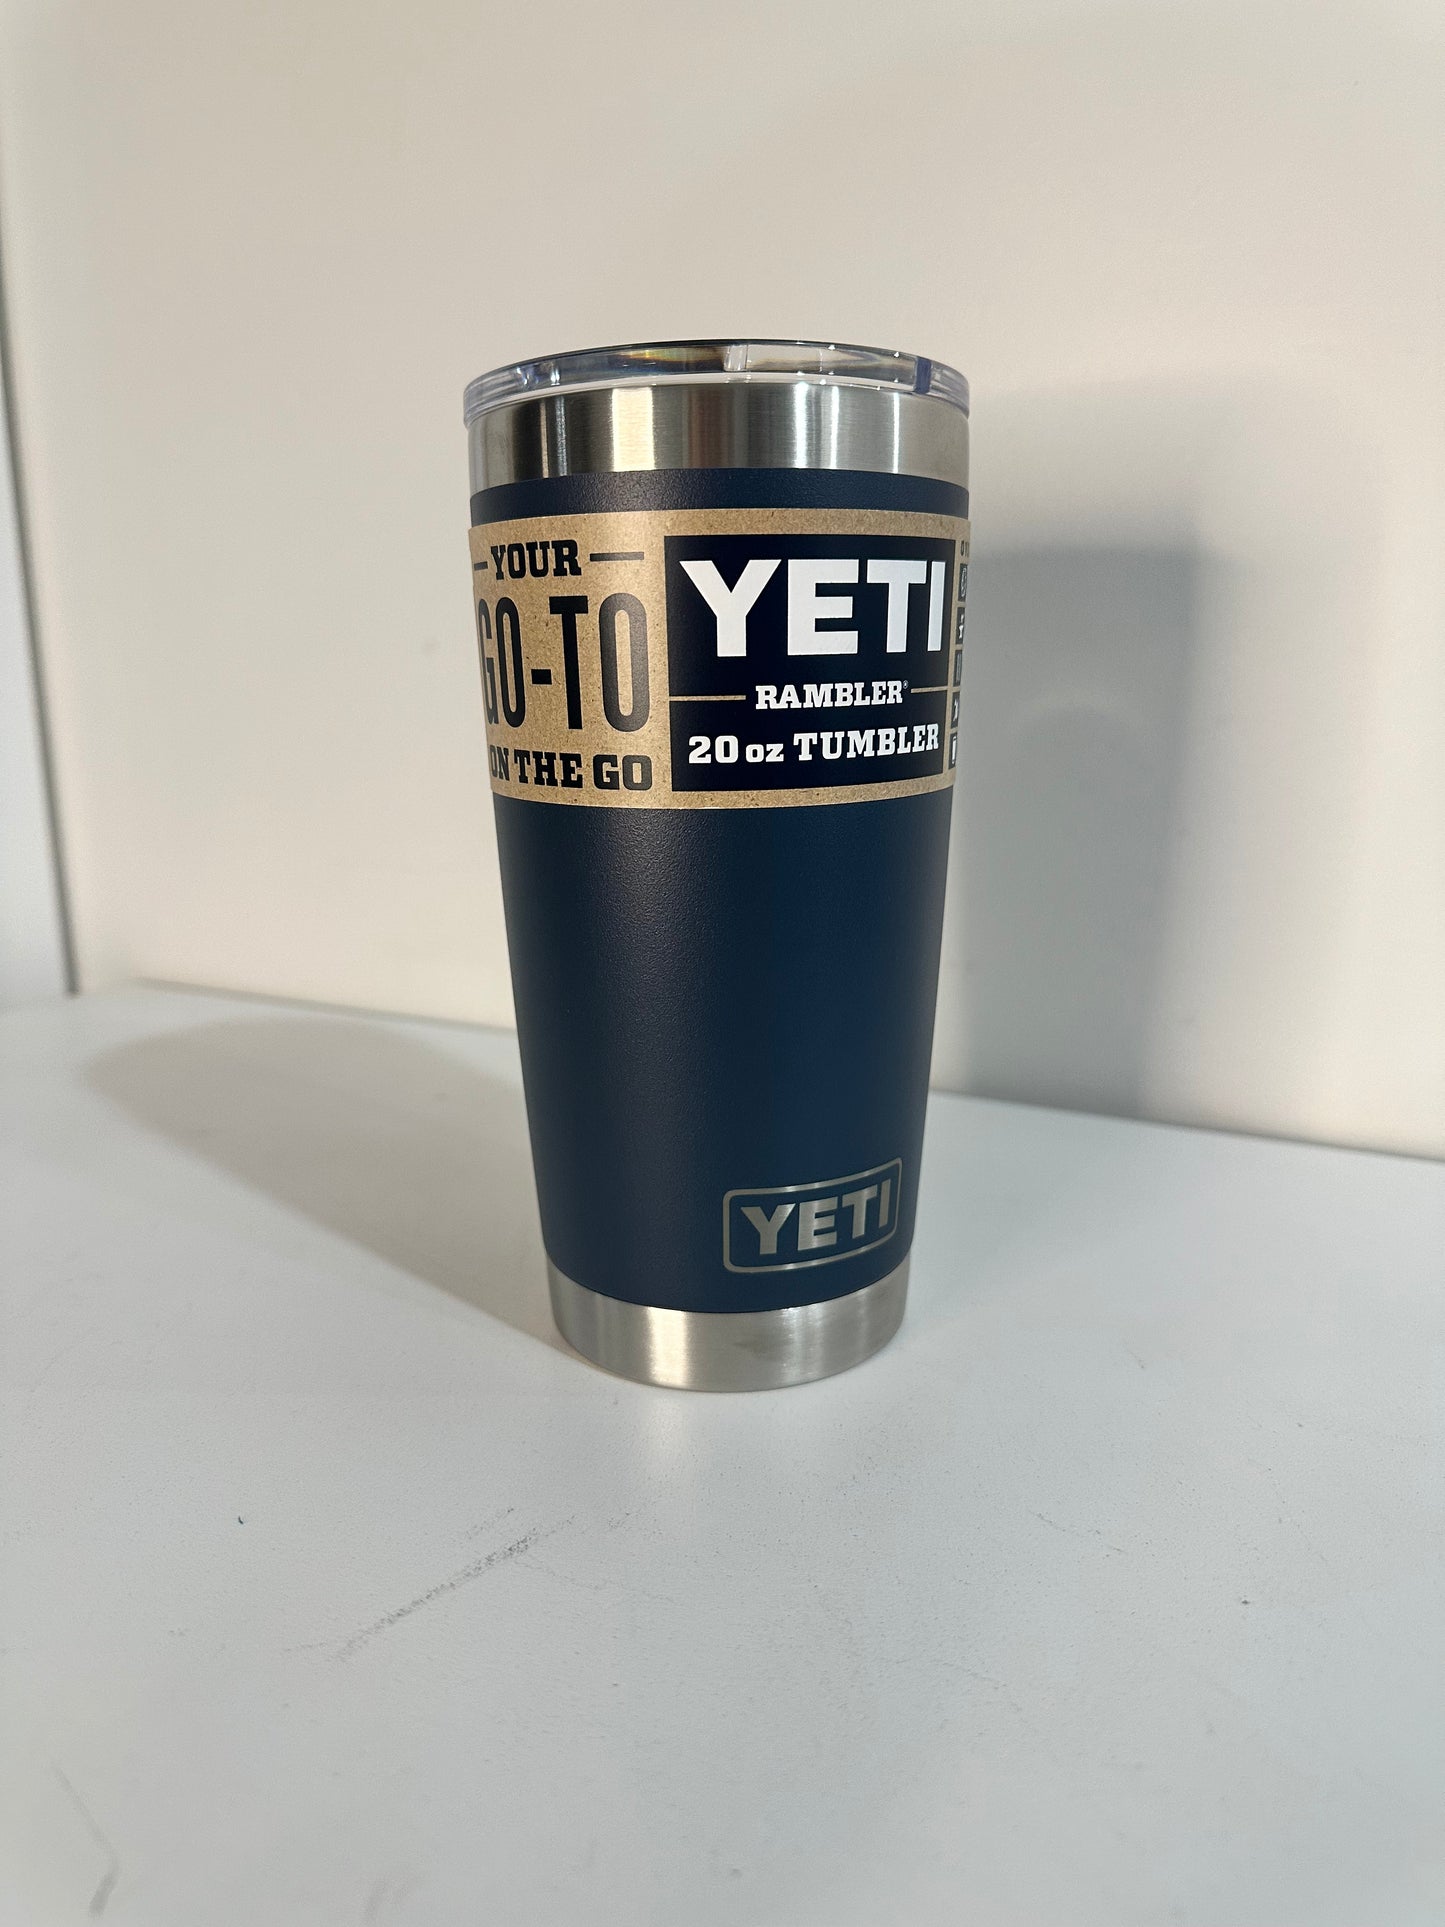 YOUR
GO-TO
ON THE GO
YETI
RAMBLER®
20 oz TUMBLER
YETI